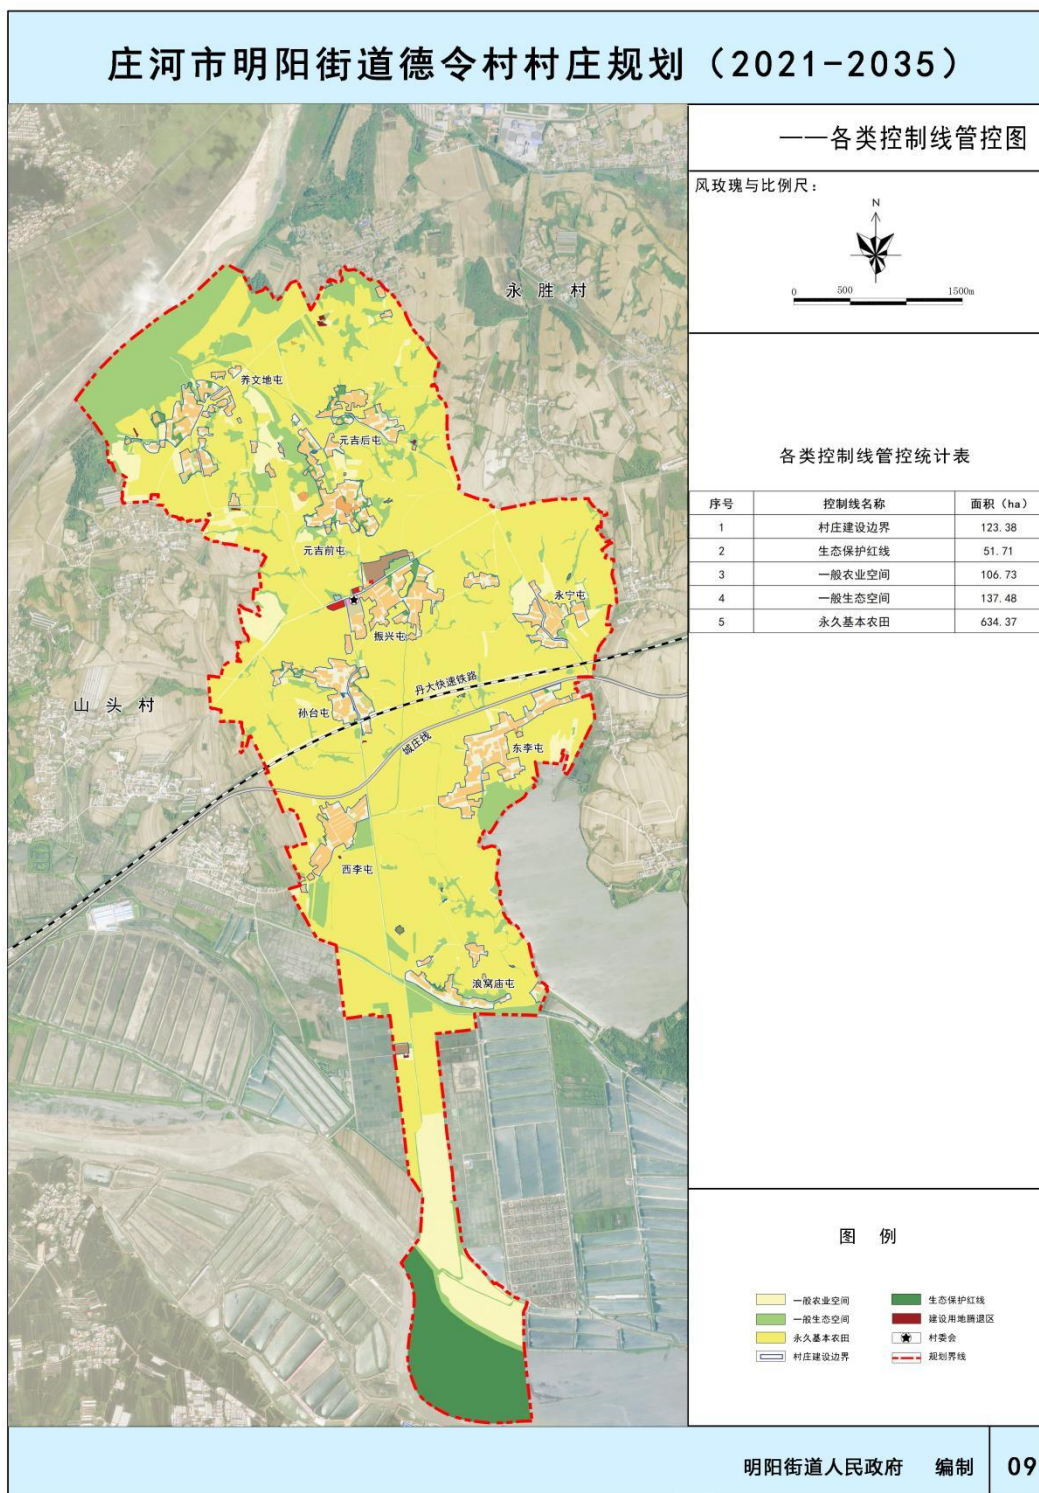 庄河市明阳街道德令村村庄规划（2021-2035）
——各类控制线管控图
风玫瑰与比例尺：
N
0 500 1500m
永胜村
养文地屯
元吉后屯
元吉前屯
永宁屯
振兴屯
丹大快速铁路
山头村
孙台屯
城庄线
东李屯
西李屯
浪窝庙屯
各类控制线管控统计表
序号 控制线名称 面积（ha）
1 村庄建设边界 123.38
2 生态保护红线 51.71
3 一般农业空间 106.73
4 一般生态空间 137.48
5 永久基本农田 634.37
图 例
一般农业空间 生态保护红线
一般生态空间 建设用地腾退区
永久基本农田 村委会
村庄建设边界 规划界线
明阳街道人民政府 编制 09